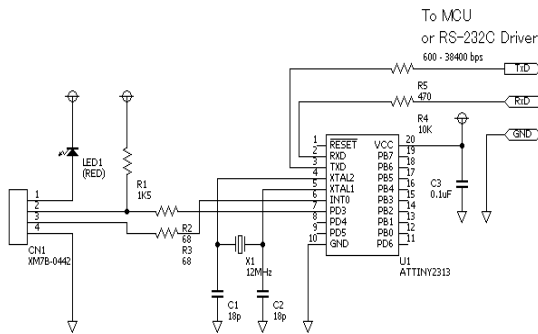 To MCU
or RS-232C Driver
600 - 38400 bps
TxD
R5
470
RxD
R4
10K
GND
LED1
(RED)
R1
1K5
1
2
3
4
CN1
XM7B-0442
R2
68
R3
68
X1
12MHz
C1
18p
C2
18p
1 RESET VCC 20
2 RXD PB7 19
3 TXD PB6 18
4 XTAL2 PB5 17
5 XTAL1 PB4 16
6 INT0 PB3 15
7 PD3 PB2 14
8 PD4 PB1 13
9 PD5 PB0 12
10 GND PD6 11
U1
ATTINY2313
C3
0.1uF